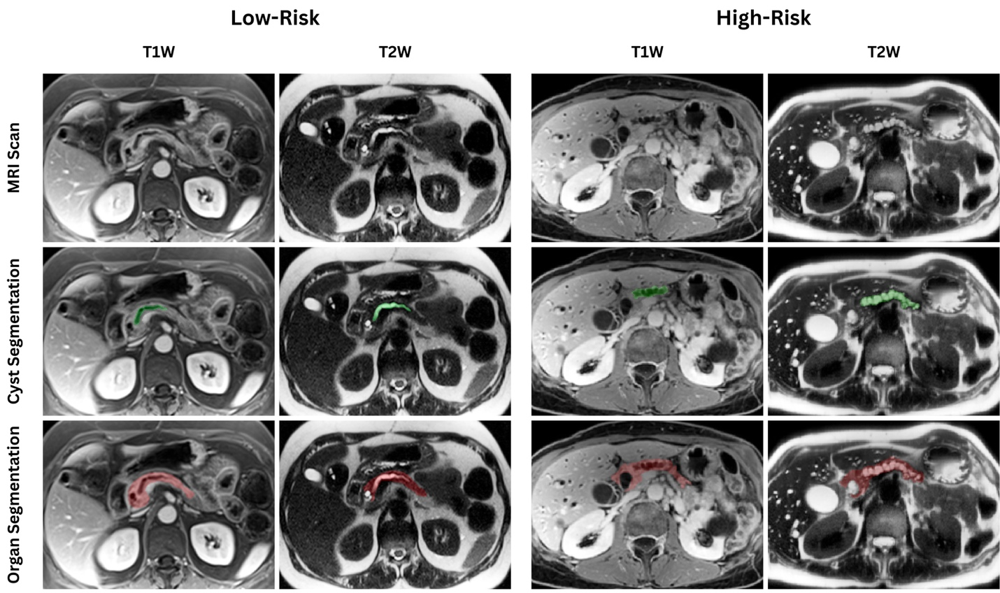 Low-Risk
High-Risk
T1W
T2W
T1W
T2W
MRI Scan
Cyst Segmentation
Organ Segmentation